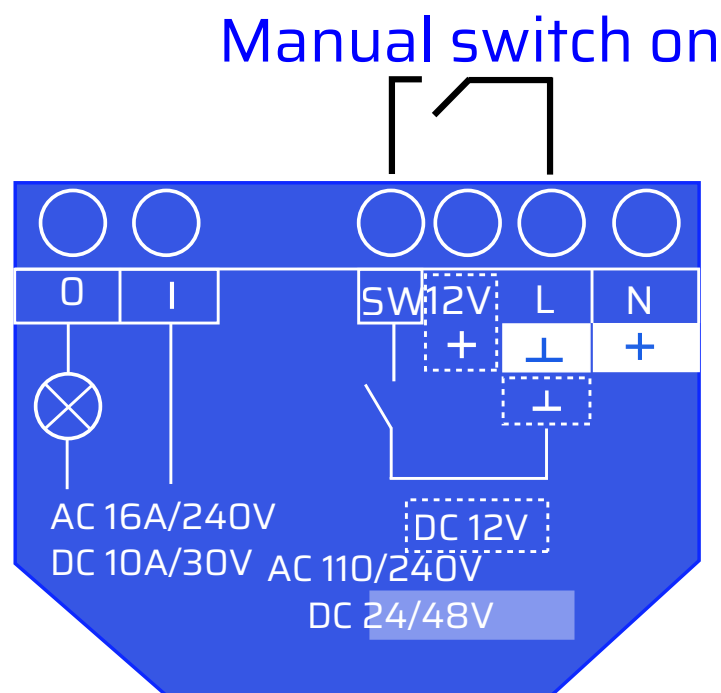 Manual switch on
O I SW 12V L N
+ ⊥ +
⊥
AC 16A/240V
DC 10A/30V
DC 12V
AC 110/240V
DC 24/48V